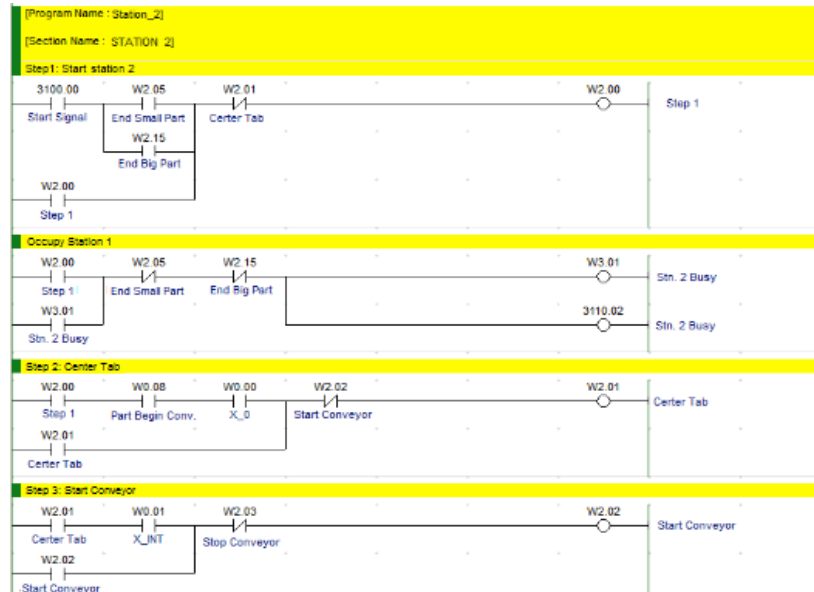 [Program Name : Station_2]
[Section Name : STATION 2]
Step1: Start station 2
3100.00 W2.05 W2.01 W2.00
Start Signal End Small Part Certer Tab Step 1
W2.15
End Big Part
W2.00
Step 1
Occupy Station 1
W2.00 W2.05 W2.15 W3.01
Step 1 End Small Part End Big Part Stn. 2 Busy
W3.01 3110.02
Stn. 2 Busy Stn. 2 Busy
Step 2: Center Tab
W2.00 W0.08 W0.00 W2.02 W2.01
Step 1 Part Begin Conv. X_0 Start Conveyor Certer Tab
W2.01
Certer Tab
Step 3: Start Conveyor
W2.01 W0.01 W2.03 W2.02
Certer Tab X_INT Stop Conveyor Start Conveyor
W2.02
Start Conveyor